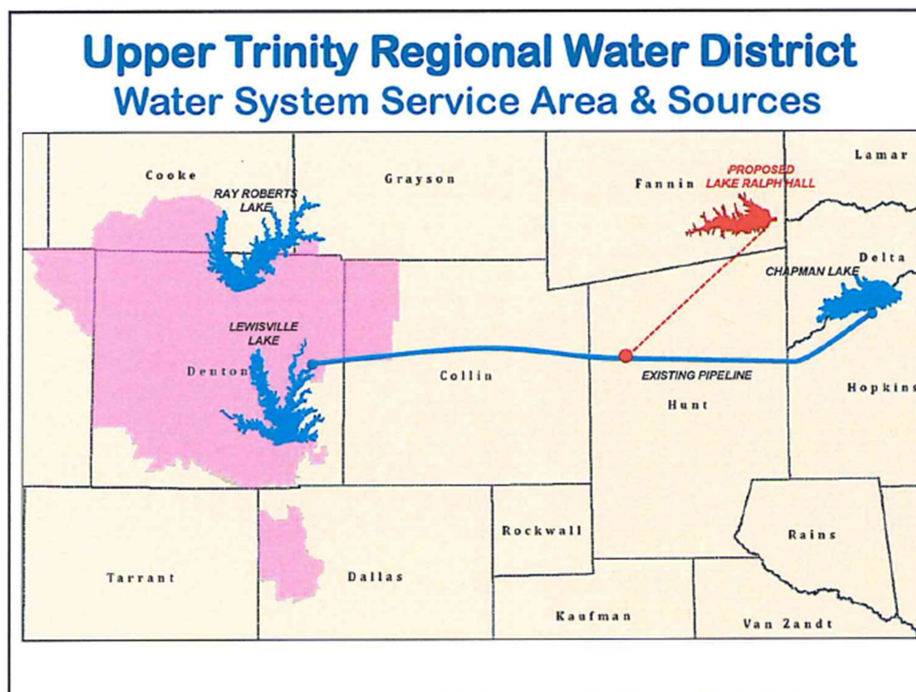 Upper Trinity Regional Water District
Water System Service Area & Sources
Cooke
Grayson
Fannin
Lamar
RAY ROBERTS
LAKE
PROPOSED
LAKE RALPH HALL
Delta
CHAPMAN LAKE
LEWISVILLE
LAKE
Denton
Collin
EXISTING PIPELINE
Hunt
Hopkins
Rockwall
Rains
Tarrant
Dallas
Kaufman
Van Zandt